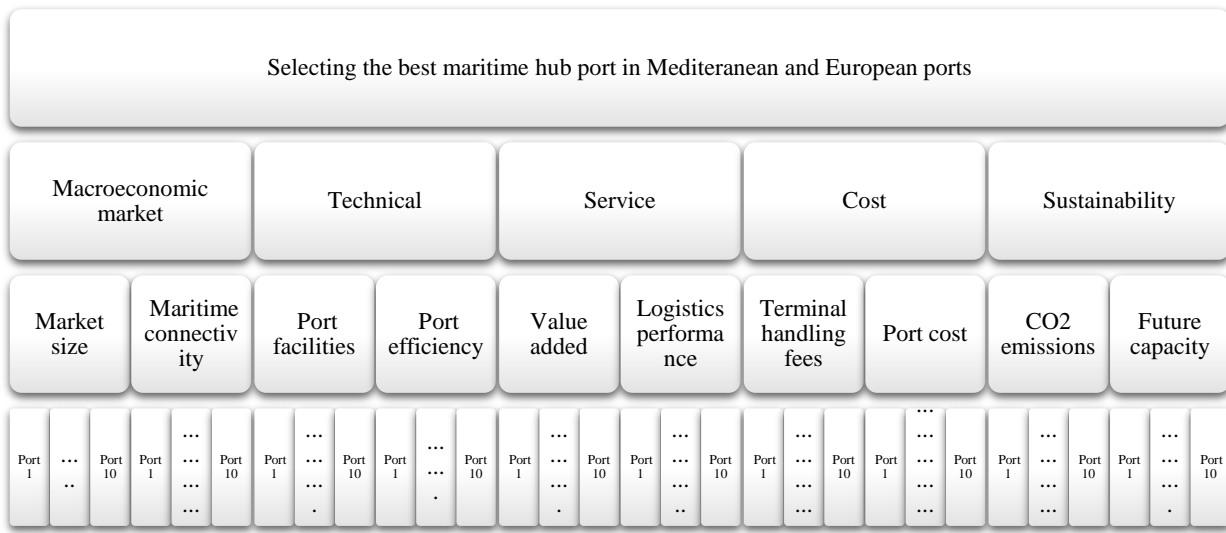 Selecting the best maritime hub port in Mediteranean and European ports
Macroeconomic
market
Technical
Service
Cost
Sustainability
Market
size
Maritime
connectiv
ity
Port
facilities
Port
efficiency
Value
added
Logistics
performa
nce
Terminal
handling
fees
Port cost
CO2
emissions
Future
capacity
Port
1
...
..
Port
10
Port
1
...
...
...
...
Port
10
Port
1
...
...
...
.
Port
10
Port
1
...
...
.
Port
10
Port
1
...
...
...
.
Port
10
Port
1
...
...
...
..
Port
10
Port
1
...
...
...
...
Port
10
Port
1
...
...
...
...
...
Port
10
Port
1
...
...
...
...
Port
10
Port
1
...
...
...
.
Port
10